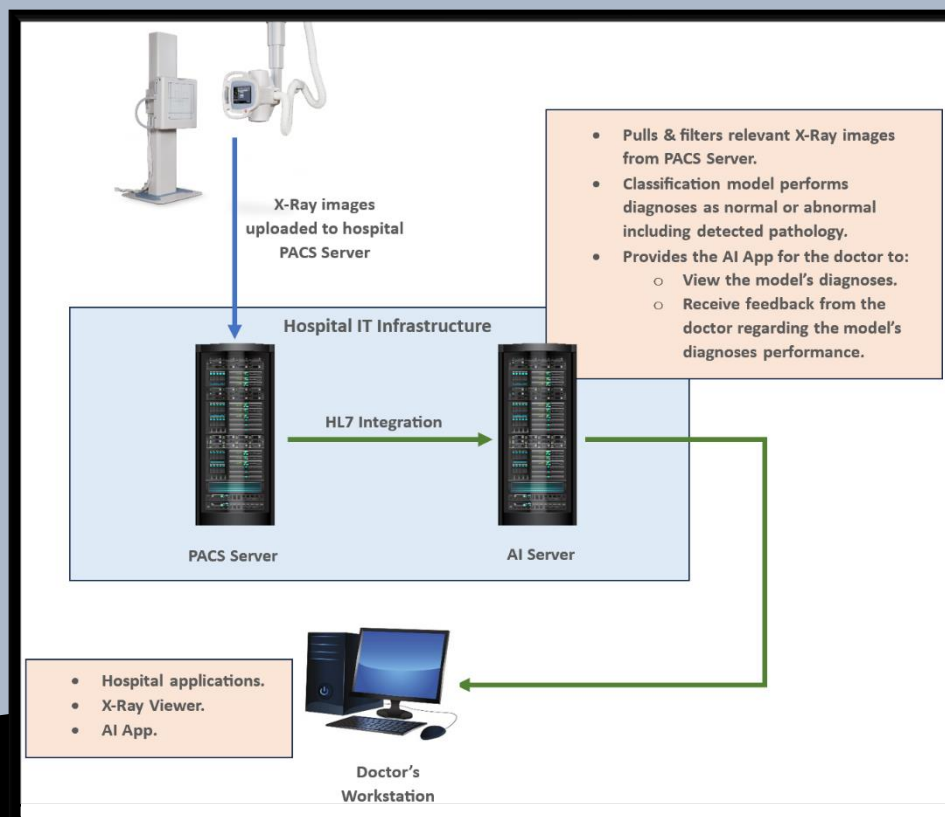 X-Ray images
uploaded to hospital
PACS Server
• Pulls & filters relevant X-Ray images
from PACS Server.
• Classification model performs
diagnoses as normal or abnormal
including detected pathology.
• Provides the AI App for the doctor to:
o View the model's diagnoses.
o Receive feedback from the
doctor regarding the model's
diagnoses performance.
Hospital IT Infrastructure
HL7 Integration
PACS Server
AI Server
• Hospital applications.
• X-Ray Viewer.
• AI App.
Doctor's
Workstation